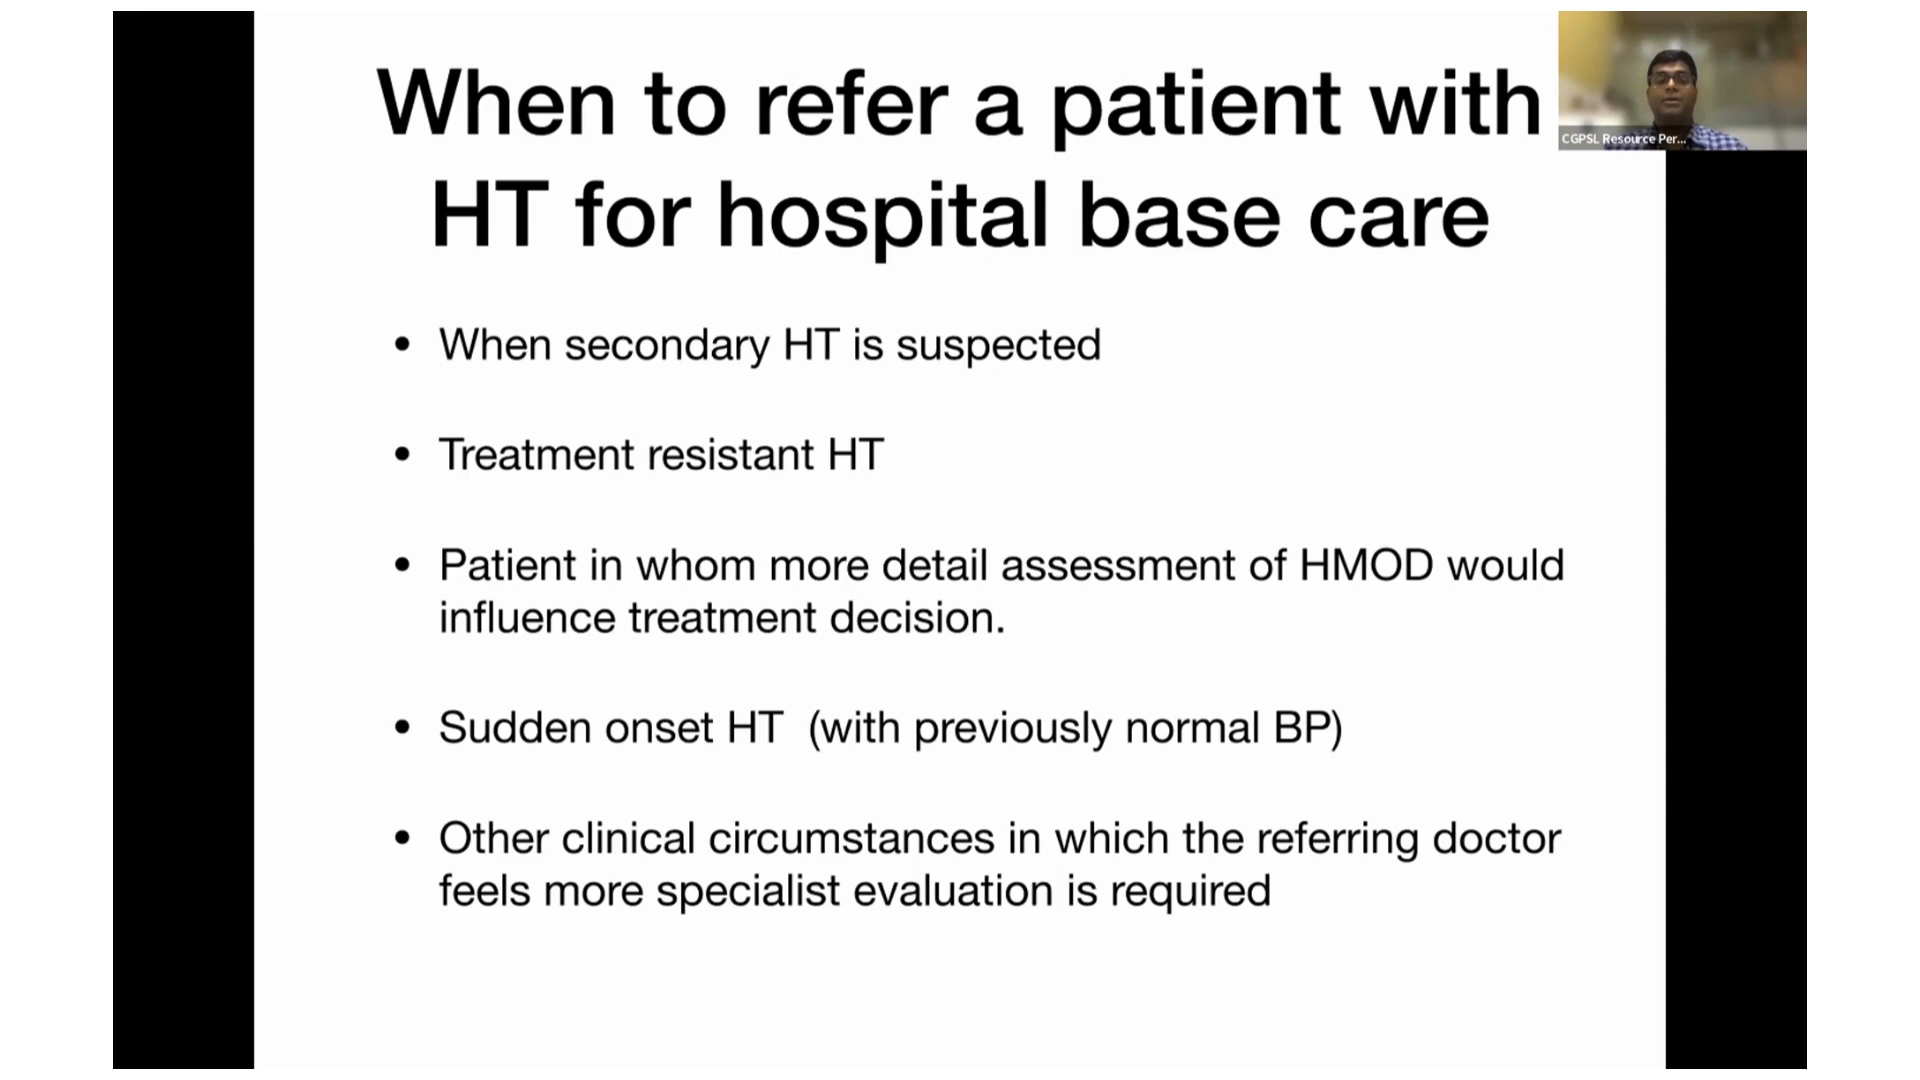 When to refer a patient with
HT for hospital base care
CGPSL Resource Per...
• When secondary HT is suspected
• Treatment resistant HT
• Patient in whom more detail assessment of HMOD would
influence treatment decision.
• Sudden onset HT (with previously normal BP)
• Other clinical circumstances in which the referring doctor
feels more specialist evaluation is required